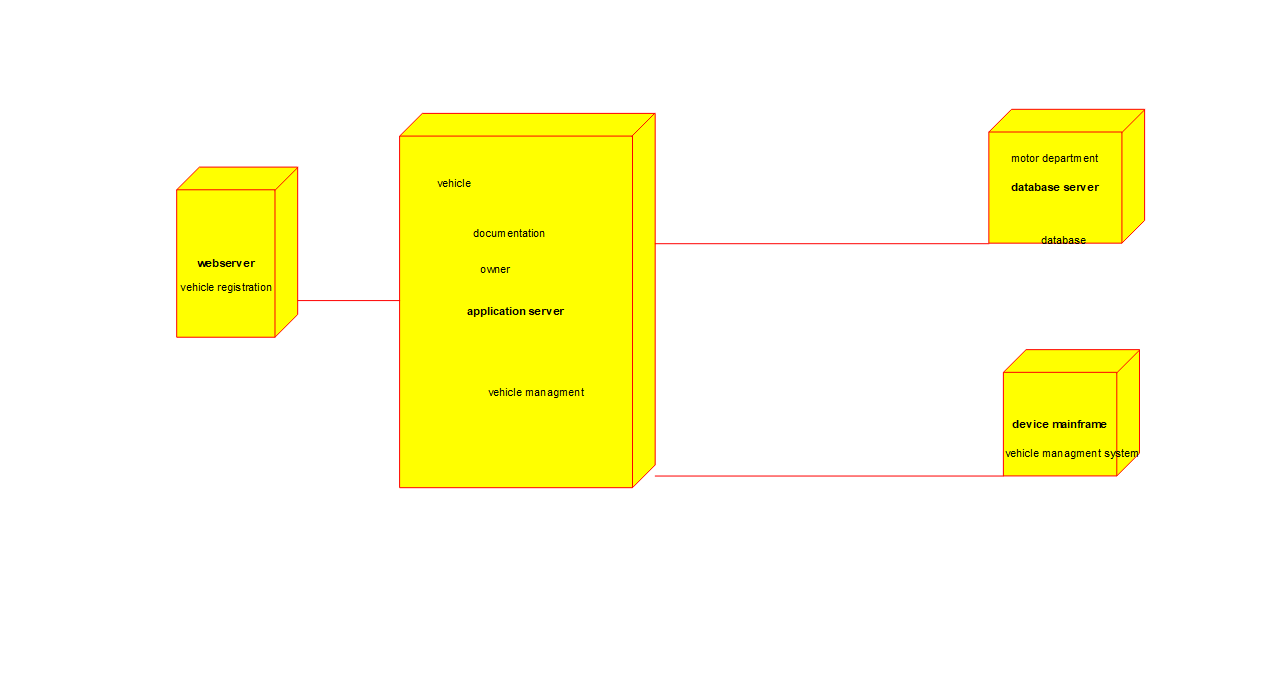 webserver
vehicle registration
vehicle
documentation
owner
application server
vehicle managment
motor department
database server
database
device mainframe
vehicle managment system